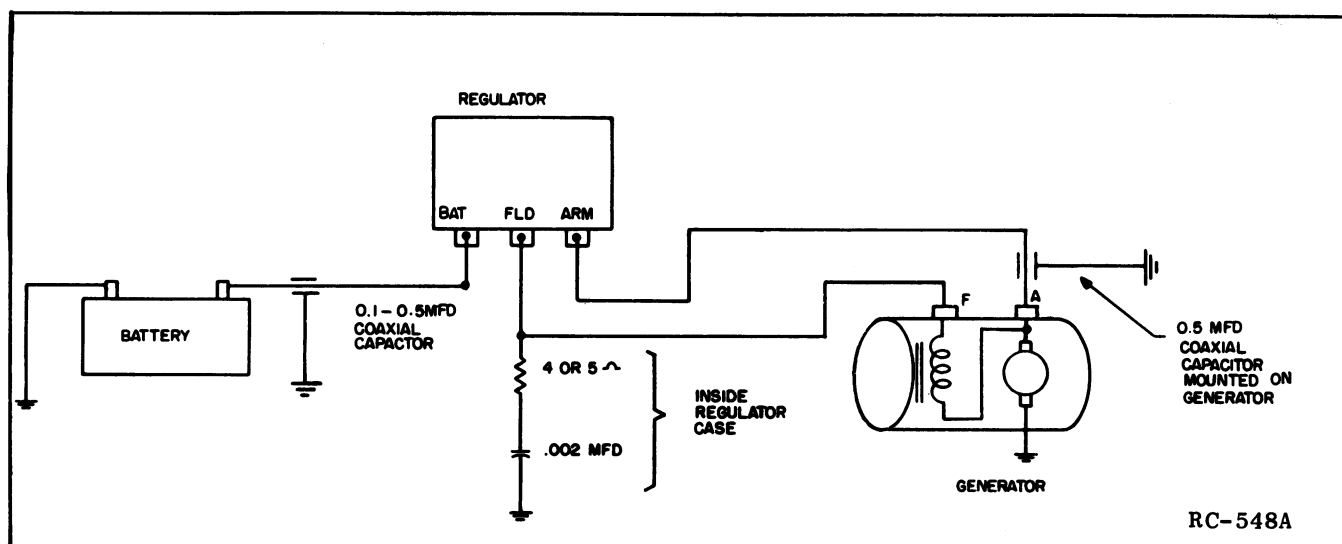 REGULATOR
BAT FLD ARM
BATTERY
0.1-0.5MFD
COAXIAL
CAPACTOR
4 OR 5 ∿
.002 MFD
INSIDE
REGULATOR
CASE
F A
GENERATOR
0.5 MFD
COAXIAL
CAPACITOR
MOUNTED ON
GENERATOR
RC-548A